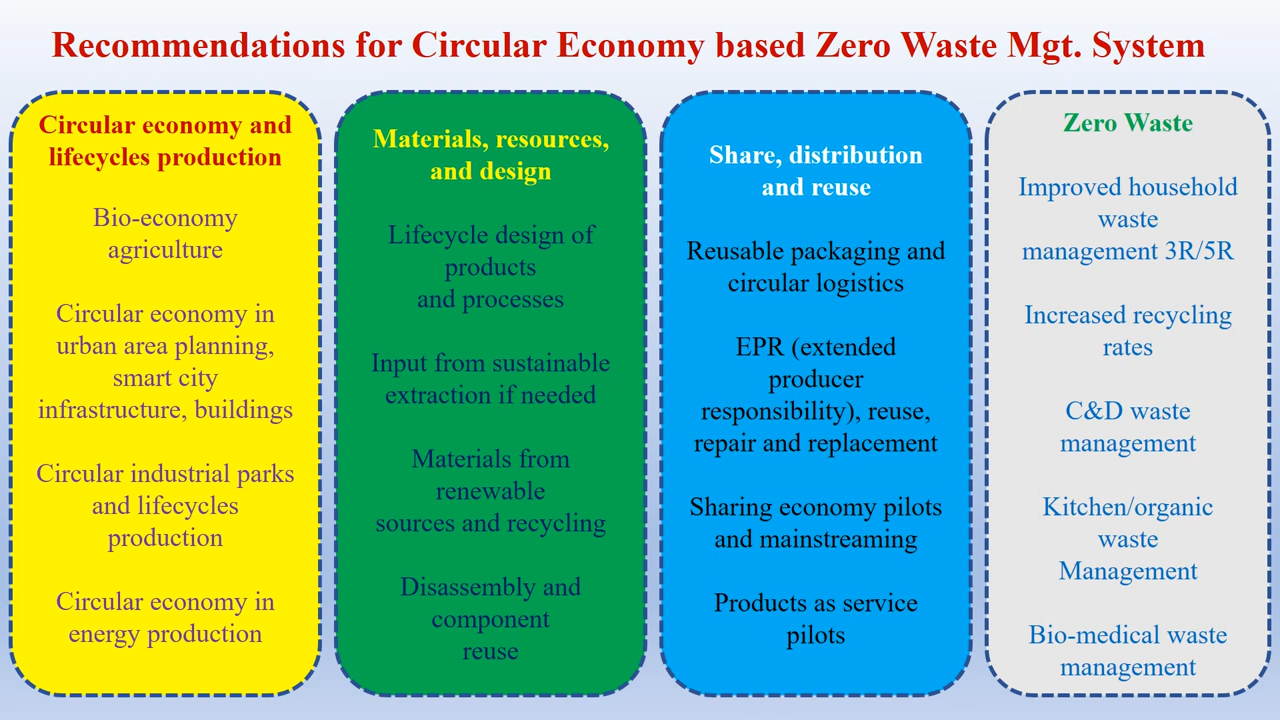 Recommendations for Circular Economy based Zero Waste Mgt. System
Circular economy and
lifecycles production
Bio-economy
agriculture
Circular economy in
urban area planning,
smart city
infrastructure, buildings
Circular industrial parks
and lifecycles
production
Circular economy in
energy production
Materials, resources,
and design
Lifecycle design of
products
and processes
Input from sustainable
extraction if needed
Materials from
renewable
sources and recycling
Disassembly and
component
reuse
Share, distribution
and reuse
Reusable packaging and
circular logistics
EPR (extended
producer
responsibility), reuse,
repair and replacement
Sharing economy pilots
and mainstreaming
Products as service
pilots
Zero Waste
Improved household
waste
management 3R/5R
Increased recycling
rates
C&D waste
management
Kitchen/organic
waste
Management
Bio-medical waste
management